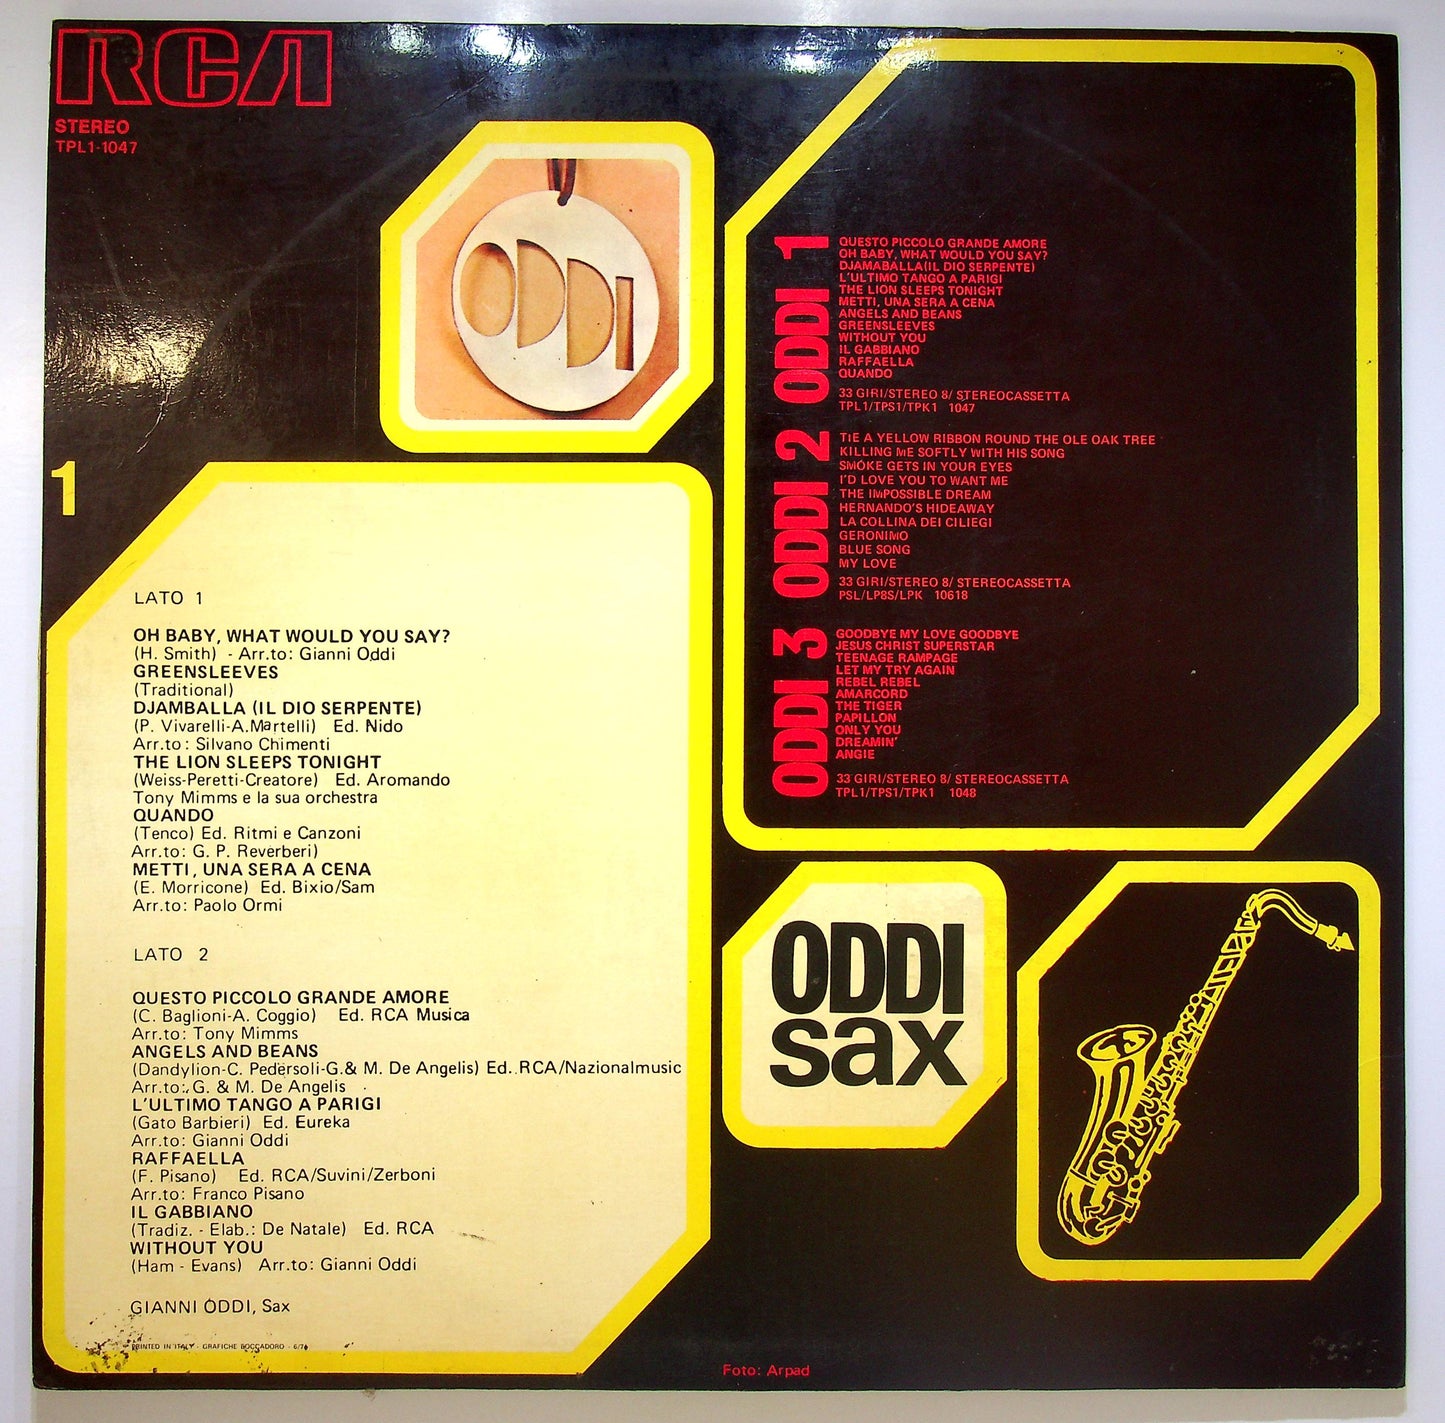 RCA
STEREO
TPL1-1047
ODDI
1
LATO 1
OH BABY, WHAT WOULD YOU SAY?
(H. Smith) - Arr.to: Gianni Oddi
GREENSLEEVES
(Traditional)
DJAMBALLA (IL DIO SERPENTE)
(P. Vivarelli-A.Martelli) Ed. Nido
Arr.to: Silvano Chimenti
THE LION SLEEPS TONIGHT
(Weiss-Peretti-Creatore) Ed. Aromando
Tony Mimms e la sua orchestra
QUANDO
(Tenco) Ed. Ritmi e Canzoni
Arr.to: G. P. Reverberi)
METTI, UNA SERA A CENA
(E. Morricone) Ed. Bixio/Sam
Arr.to: Paolo Ormi
LATO 2
QUESTO PICCOLO GRANDE AMORE
(C. Baglioni-A. Coggio) Ed. RCA Musica
Arr.to: Tony Mimms
ANGELS AND BEANS
(Dandylion-C. Pedersoli-G.& M. De Angelis) Ed. RCA/Nazionalmusic
Arr.to: G. & M. De Angelis
L'ULTIMO TANGO A PARIGI
(Gato Barbieri) Ed. Eureka
Arr.to: Gianni Oddi
RAFFAELLA
(F. Pisano) Ed. RCA/Suvini/Zerboni
Arr.to: Franco Pisano
IL GABBIANO
(Tradiz. - Elab.: De Natale) Ed. RCA
WITHOUT YOU
(Ham - Evans) Arr.to: Gianni Oddi
GIANNI ODDI, Sax
PRINTED IN ITALY - GRAFICHE BOCCADORO -
ODDI 1
QUESTO PICCOLO GRANDE AMORE
OH BABY, WHAT WOULD YOU SAY?
DJAMABALLA(IL DIO SERPENTE)
L'ULTIMO TANGO A PARIGI
THE LION SLEEPS TONIGHT
METTI, UNA SERA A CENA
ANGELS AND BEANS
GREENSLEEVES
WITHOUT YOU
IL GABBIANO
RAFFAELLA
QUANDO
33 GIRI/STEREO 8/ STEREOCASSETTA
TPL1/TPS1/TPK1 1047
ODDI 2
TIE A YELLOW RIBBON ROUND THE OLE OAK TREE
KILLING ME SOFTLY WITH HIS SONG
SMOKE GETS IN YOUR EYES
I'D LOVE YOU TO WANT ME
THE IMPOSSIBLE DREAM
HERNANDO'S HIDEAWAY
LA COLLINA DEI CILIEGI
GERONIMO
BLUE SONG
MY LOVE
33 GIRI/STEREO 8/ STEREOCASSETTA
PSL/LP8S/LPK 10618
ODDI 3
GOODBYE MY LOVE GOODBYE
JESUS CHRIST SUPERSTAR
TEENAGE RAMPAGE
LET MY TRY AGAIN
REBEL REBEL
AMARCORD
THE TIGER
PAPILLON
ONLY YOU
DREAMIN'
ANGIE
33 GIRI/STEREO 8/ STEREOCASSETTA
TPL1/TPS1/TPK1 1048
ODDI
sax
Foto: Arpad